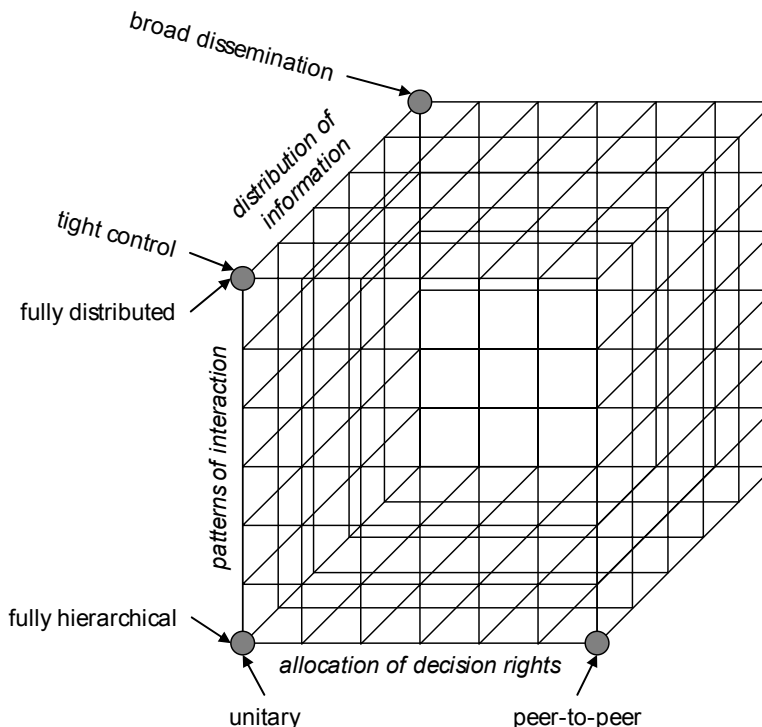 broad dissemination
distribution of
information
tight control
fully distributed
patterns of interaction
fully hierarchical
allocation of decision rights
unitary
peer-to-peer